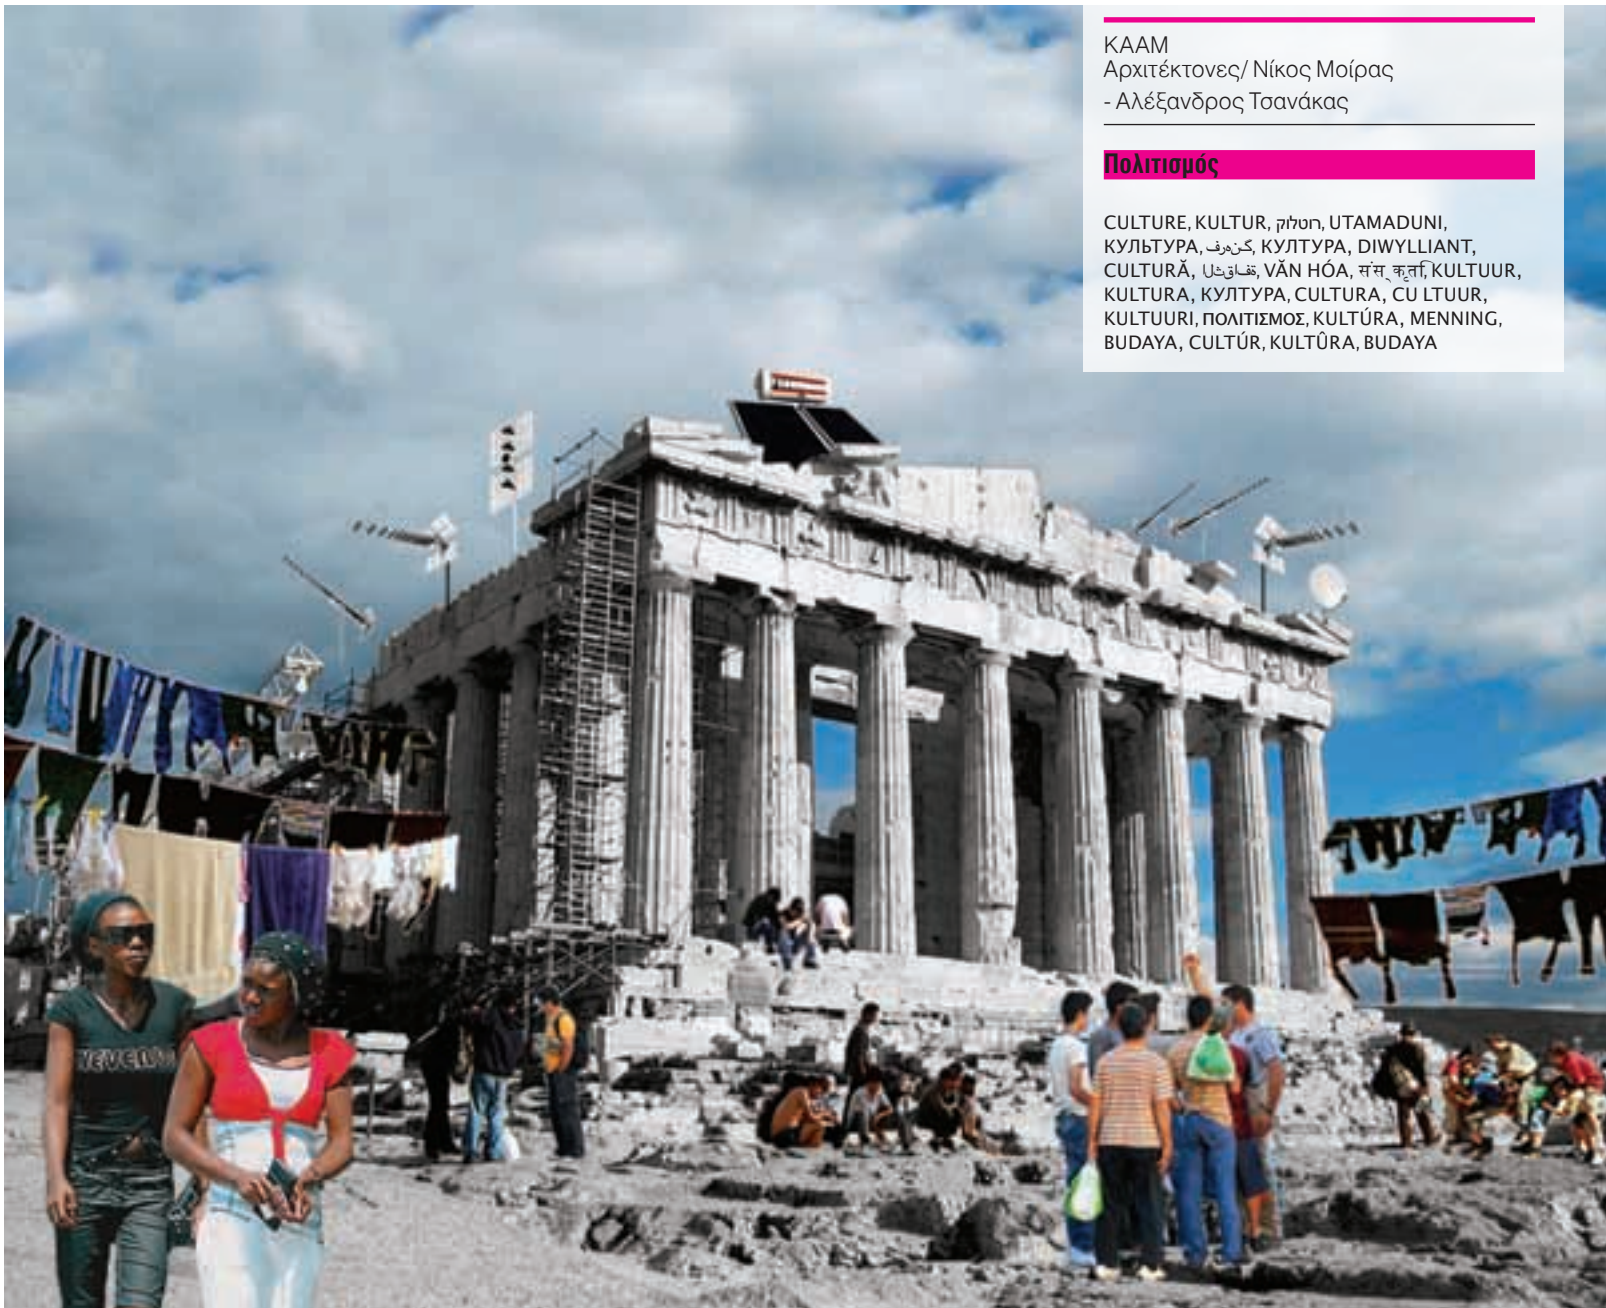 ΚΑΑΜ
Αρχιτέκτονες/ Νίκος Μοίρας
- Αλέξανδρος Τσανάκας
Πολιτισμός
CULTURE, KULTUR, קולטור, UTAMADUNI,
КУЛЬТУРА, فرهنگ, КУЛТУРА, DIWYLLIANT,
CULTURĂ, الثقافة, VĂN HÓA, संस्कृति, KULTUUR,
KULTURA, КУЛТУРА, CULTURA, CU LTUUR,
KULTUURI, ΠΟΛΙΤΙΣΜΟΣ, KULTÚRA, MENNING,
BUDAYA, CULTÚR, KULTÛRA, BUDAYA